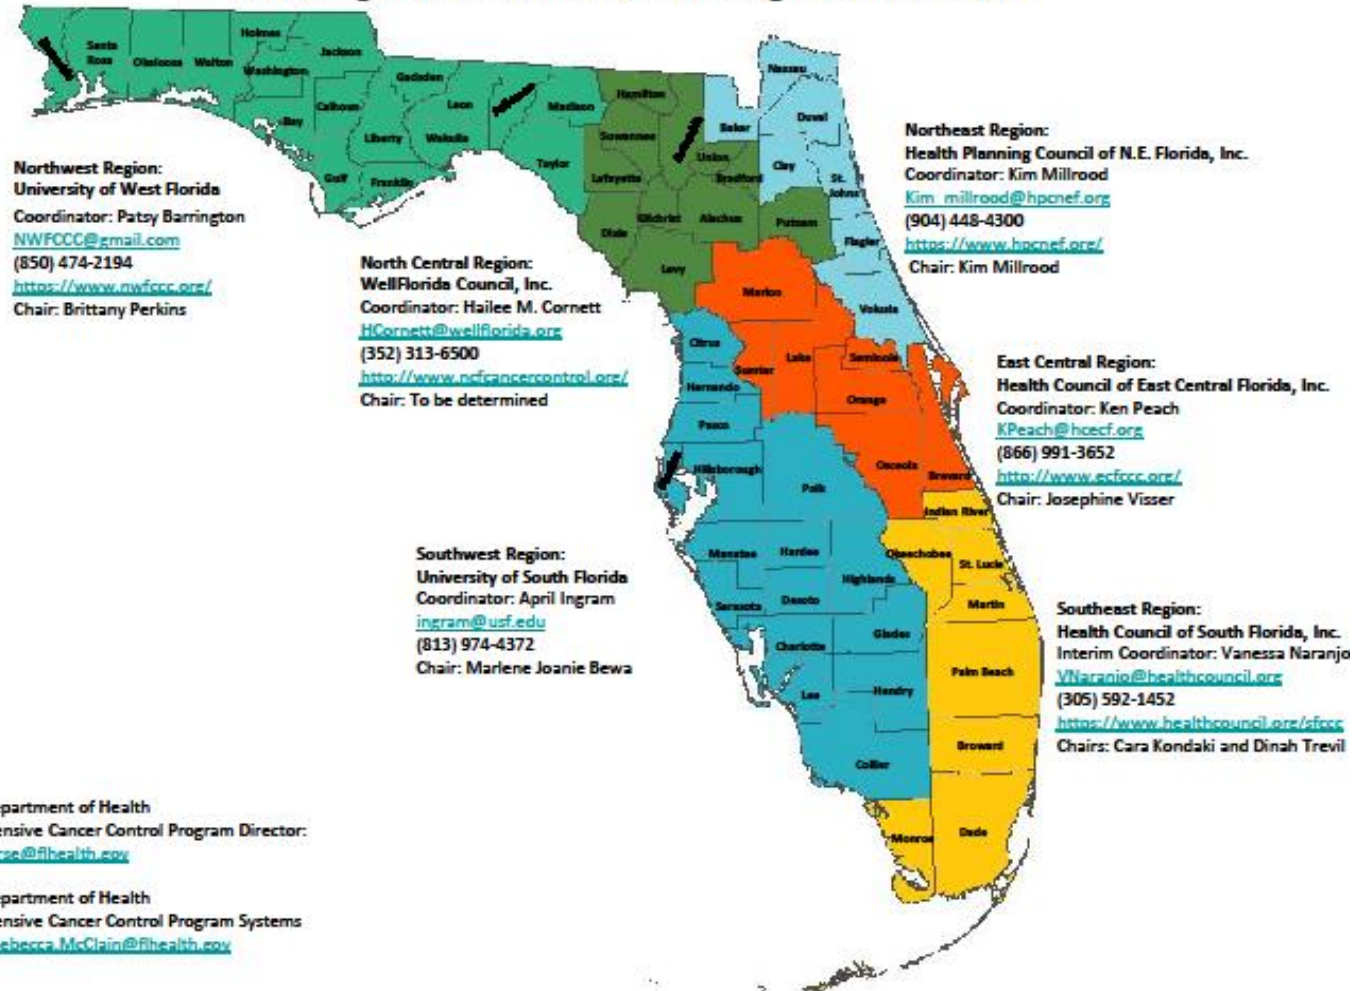 Holmes
Santa
Rosa
Okaloosa
Walton
Washington
Jackson
Gadsden
Calhoun
Bay
Leon
Liberty
Wakulla
Gulf
Franklin
Madison
Taylor
Hamilton
Suwannee
Lafayette
Union
Bradford
Gilchrist
Alachua
Dixie
Levy
Putnam
Nassau
Baker
Duval
Clay
St.
Johns
Flagler
Volusia
Northwest Region:
University of West Florida
Coordinator: Patsy Barrington
NWFCCC@gmail.com
(850) 474-2194
https://www.nwfccc.org/
Chair: Brittany Perkins
North Central Region:
WellFlorida Council, Inc.
Coordinator: Hailee M. Cornett
HCornett@wellflorida.org
(352) 313-6500
http://www.ncfcancercontrol.org/
Chair: To be determined
Northeast Region:
Health Planning Council of N.E. Florida, Inc.
Coordinator: Kim Millrood
Kim_millrood@hpcnef.org
(904) 448-4300
https://www.hpcnef.org/
Chair: Kim Millrood
Marion
Citrus
Sumter
Lake
Seminole
Hernando
Orange
Pasco
Hillsborough
Polk
Osceola
Brevard
East Central Region:
Health Council of East Central Florida, Inc.
Coordinator: Ken Peach
KPeach@hcecf.org
(866) 991-3652
http://www.ecfccc.org/
Chair: Josephine Visser
Indian River
Okeechobee
St. Lucie
Manatee
Hardee
Highlands
Sarasota
Desoto
Martin
Charlotte
Glades
Lee
Hendry
Palm Beach
Collier
Broward
Monroe
Dade
Southwest Region:
University of South Florida
Coordinator: April Ingram
ingram@usf.edu
(813) 974-4372
Chair: Marlene Joanie Bewa
Southeast Region:
Health Council of South Florida, Inc.
Interim Coordinator: Vanessa Naranjo
VNaranjo@healthcouncil.org
(305) 592-1452
https://www.healthcouncil.org/sfccc
Chairs: Cara Kondaki and Dinah Trevil
epartment of Health
ensive Cancer Control Program Director:
rse@flhealth.gov
epartment of Health
ensive Cancer Control Program Systems
ebecca.McClain@flhealth.gov